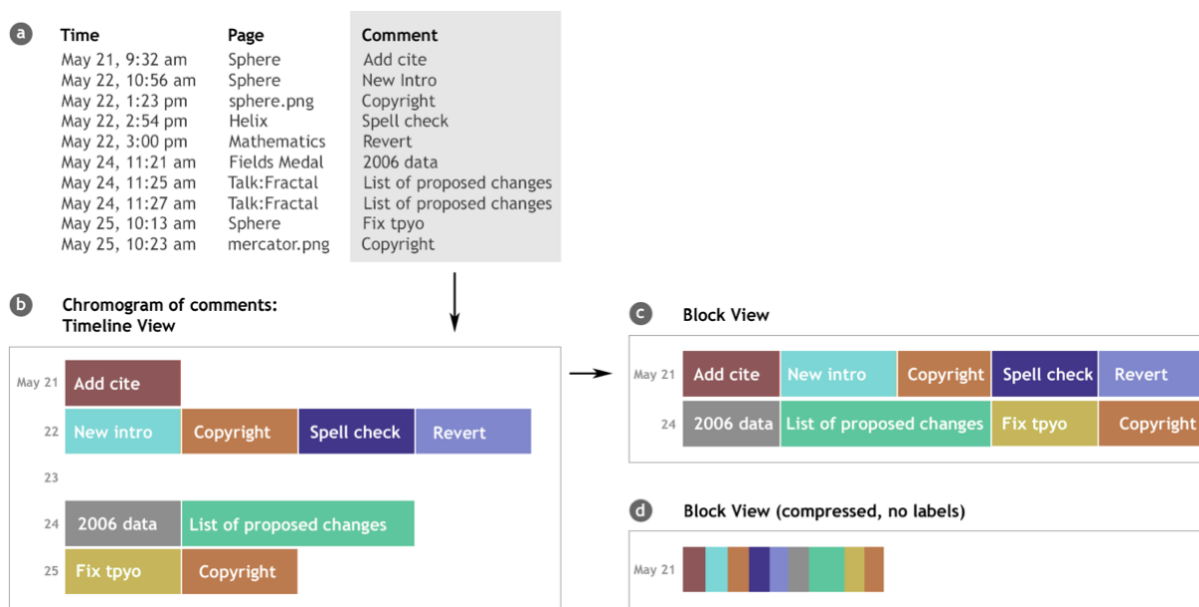 a Time Page Comment
May 21, 9:32 am Sphere Add cite
May 22, 10:56 am Sphere New Intro
May 22, 1:23 pm sphere.png Copyright
May 22, 2:54 pm Helix Spell check
May 22, 3:00 pm Mathematics Revert
May 24, 11:21 am Fields Medal 2006 data
May 24, 11:25 am Talk:Fractal List of proposed changes
May 24, 11:27 am Talk:Fractal List of proposed changes
May 25, 10:13 am Sphere Fix tpyo
May 25, 10:23 am mercator.png Copyright
b Chromogram of comments:
Timeline View
May 21 Add cite
22 New intro Copyright Spell check Revert
23
24 2006 data List of proposed changes
25 Fix tpyo Copyright
c Block View
May 21 Add cite New intro Copyright Spell check Revert
24 2006 data List of proposed changes Fix tpyo Copyright
d Block View (compressed, no labels)
May 21